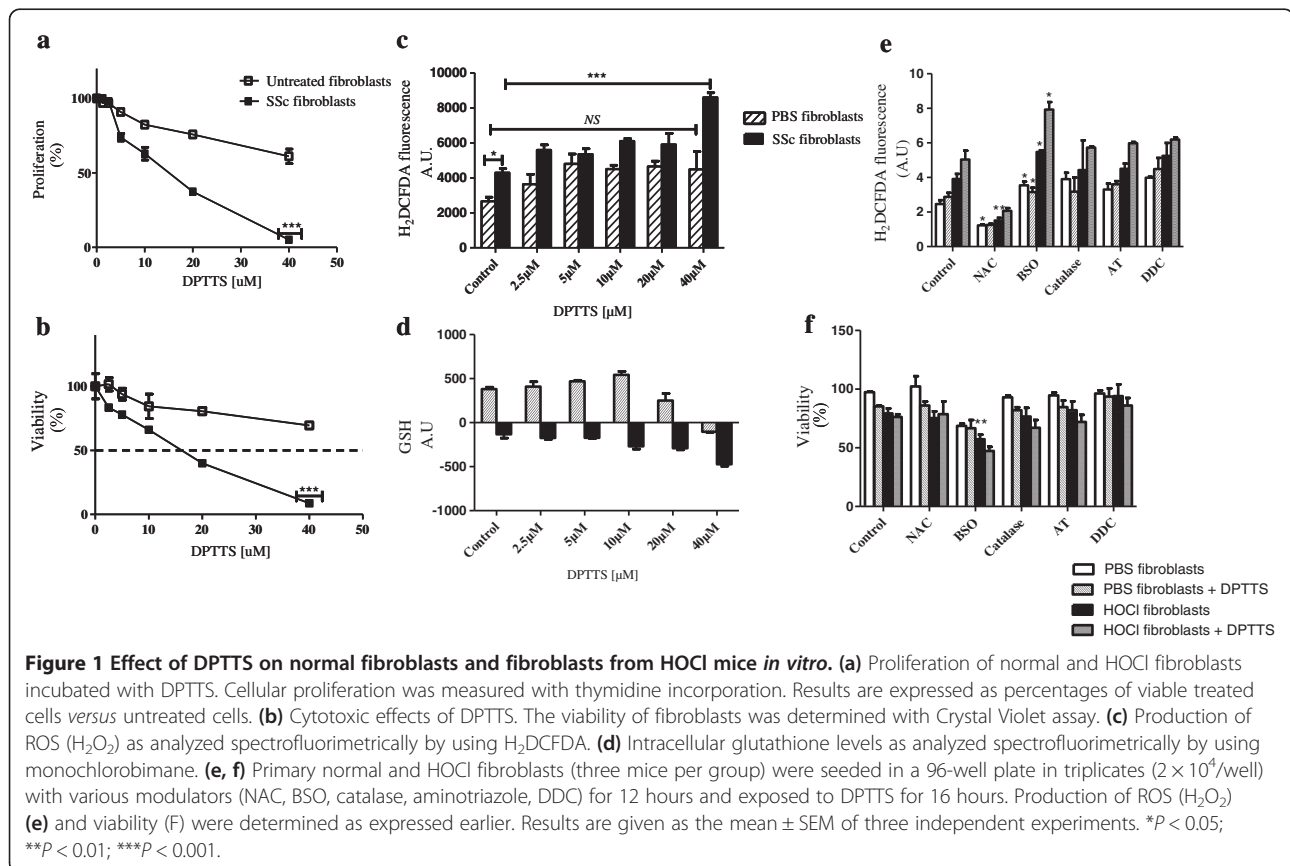 a
Untreated fibroblasts
SSc fibroblasts
Proliferation
(%)
100
50
0
***
0 10 20 30 40 50
DPTTS [uM]
b
Viability
(%)
100
50
0
***
0 10 20 30 40 50
DPTTS [uM]
c
H₂DCFDA fluorescence
A.U.
10000
8000
6000
4000
2000
0
***
NS
*
PBS fibroblasts
SSc fibroblasts
Control 2.5µM 5µM 10µM 20µM 40µM
DPTTS [µM]
d
GSH
A.U
1000
500
0
-500
-1000
Control 2.5µM 5µM 10µM 20µM 40µM
DPTTS [µM]
e
H₂DCFDA fluorescence
(A.U)
8
6
4
2
0
* ** * * * *
Control NAC BSO Catalase AT DDC
f
Viability
(%)
150
100
50
0
**
Control NAC BSO Catalase AT DDC
PBS fibroblasts
PBS fibroblasts + DPTTS
HOCl fibroblasts
HOCl fibroblasts + DPTTS
Figure 1 Effect of DPTTS on normal fibroblasts and fibroblasts from HOCl mice in vitro. (a) Proliferation of normal and HOCl fibroblasts
incubated with DPTTS. Cellular proliferation was measured with thymidine incorporation. Results are expressed as percentages of viable treated
cells versus untreated cells. (b) Cytotoxic effects of DPTTS. The viability of fibroblasts was determined with Crystal Violet assay. (c) Production of
ROS (H₂O₂) as analyzed spectrofluorimetrically by using H₂DCFDA. (d) Intracellular glutathione levels as analyzed spectrofluorimetrically by using
monochlorobimane. (e, f) Primary normal and HOCl fibroblasts (three mice per group) were seeded in a 96-well plate in triplicates (2 × 10⁴/well)
with various modulators (NAC, BSO, catalase, aminotriazole, DDC) for 12 hours and exposed to DPTTS for 16 hours. Production of ROS (H₂O₂)
(e) and viability (F) were determined as expressed earlier. Results are given as the mean ± SEM of three independent experiments. *P < 0.05;
**P < 0.01; ***P < 0.001.